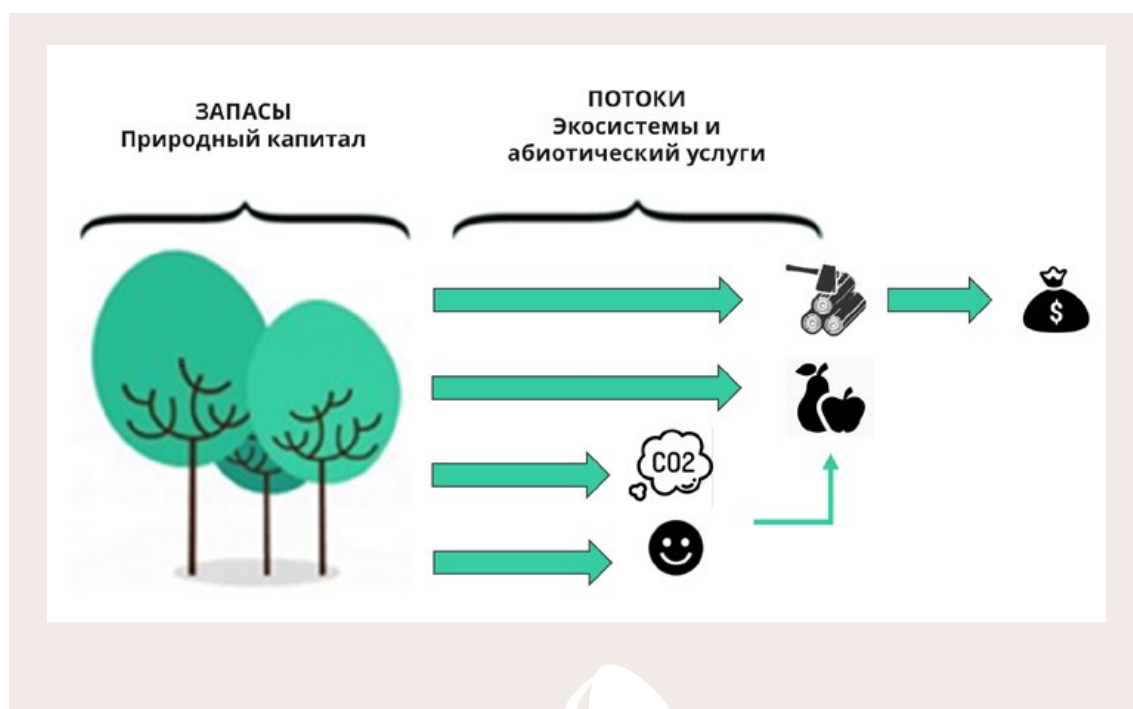 ЗАПАСЫ
Природный капитал
ПОТОКИ
Экосистемы и
абиотический услуги
$
CO2